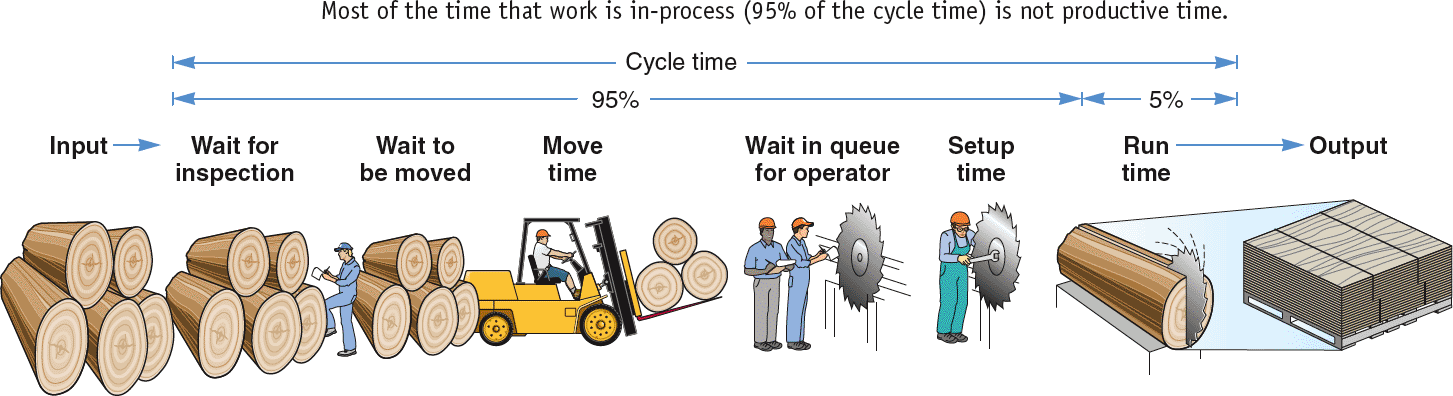 Most of the time that work is in-process (95% of the cycle time) is not productive time.
Cycle time
95%
5%
Input
Wait for
inspection
Wait to
be moved
Move
time
Wait in queue
for operator
Setup
time
Run
time
Output